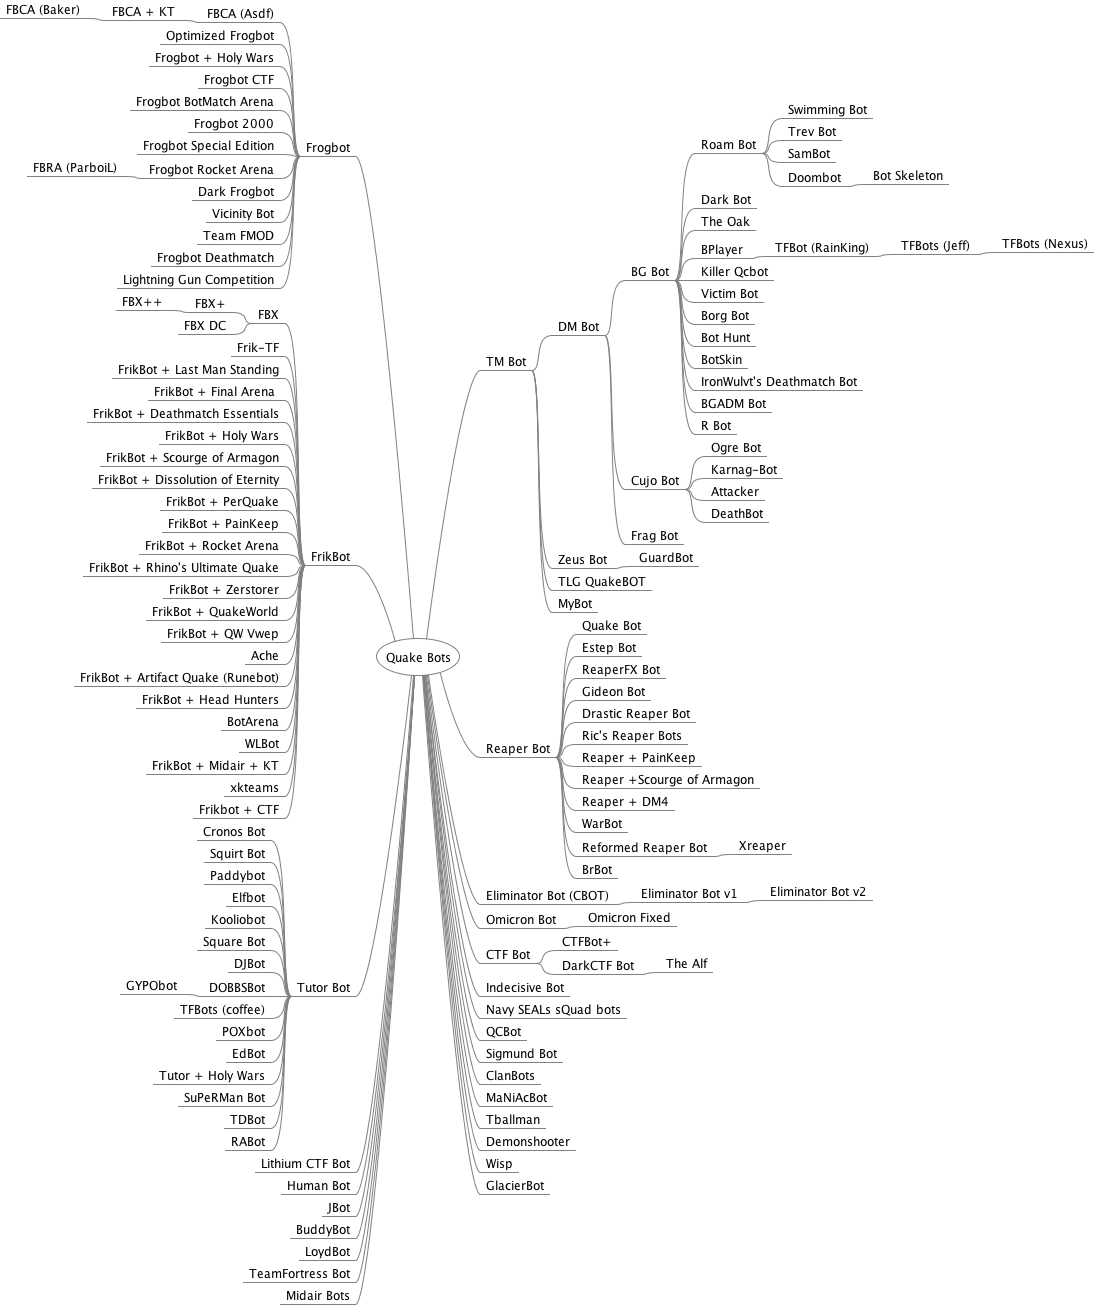 Quake Bots
Frogbot
FBCA (Asdf)
FBCA + KT
FBCA (Baker)
Optimized Frogbot
Frogbot + Holy Wars
Frogbot CTF
Frogbot BotMatch Arena
Frogbot 2000
Frogbot Special Edition
Frogbot Rocket Arena
FBRA (ParboiL)
Dark Frogbot
Vicinity Bot
Team FMOD
Frogbot Deathmatch
Lightning Gun Competition
FrikBot
FBX
FBX+
FBX++
FBX DC
Frik-TF
FrikBot + Last Man Standing
FrikBot + Final Arena
FrikBot + Deathmatch Essentials
FrikBot + Holy Wars
FrikBot + Scourge of Armagon
FrikBot + Dissolution of Eternity
FrikBot + PerQuake
FrikBot + PainKeep
FrikBot + Rocket Arena
FrikBot + Rhino's Ultimate Quake
FrikBot + Zerstorer
FrikBot + QuakeWorld
FrikBot + QW Vwep
Ache
FrikBot + Artifact Quake (Runebot)
FrikBot + Head Hunters
BotArena
WLBot
FrikBot + Midair + KT
xkteams
Frikbot + CTF
Tutor Bot
Cronos Bot
Squirt Bot
Paddybot
Elfbot
Kooliobot
Square Bot
DJBot
DOBBSBot
GYPObot
TFBots (coffee)
POXbot
EdBot
Tutor + Holy Wars
SuPeRMan Bot
TDBot
RABot
Lithium CTF Bot
Human Bot
JBot
BuddyBot
LoydBot
TeamFortress Bot
Midair Bots
TM Bot
DM Bot
BG Bot
Roam Bot
Swimming Bot
Trev Bot
SamBot
Doombot
Bot Skeleton
Dark Bot
The Oak
BPlayer
TFBot (RainKing)
TFBots (Jeff)
TFBots (Nexus)
Killer Qcbot
Victim Bot
Borg Bot
Bot Hunt
BotSkin
IronWulvt's Deathmatch Bot
BGADM Bot
R Bot
Cujo Bot
Ogre Bot
Karnag-Bot
Attacker
DeathBot
Frag Bot
Zeus Bot
GuardBot
TLG QuakeBOT
MyBot
Reaper Bot
Quake Bot
Estep Bot
ReaperFX Bot
Gideon Bot
Drastic Reaper Bot
Ric's Reaper Bots
Reaper + PainKeep
Reaper +Scourge of Armagon
Reaper + DM4
WarBot
Reformed Reaper Bot
Xreaper
BrBot
Eliminator Bot (CBOT)
Eliminator Bot v1
Eliminator Bot v2
Omicron Bot
Omicron Fixed
CTF Bot
CTFBot+
DarkCTF Bot
The Alf
Indecisive Bot
Navy SEALs sQuad bots
QCBot
Sigmund Bot
ClanBots
MaNiAcBot
Tballman
Demonshooter
Wisp
GlacierBot